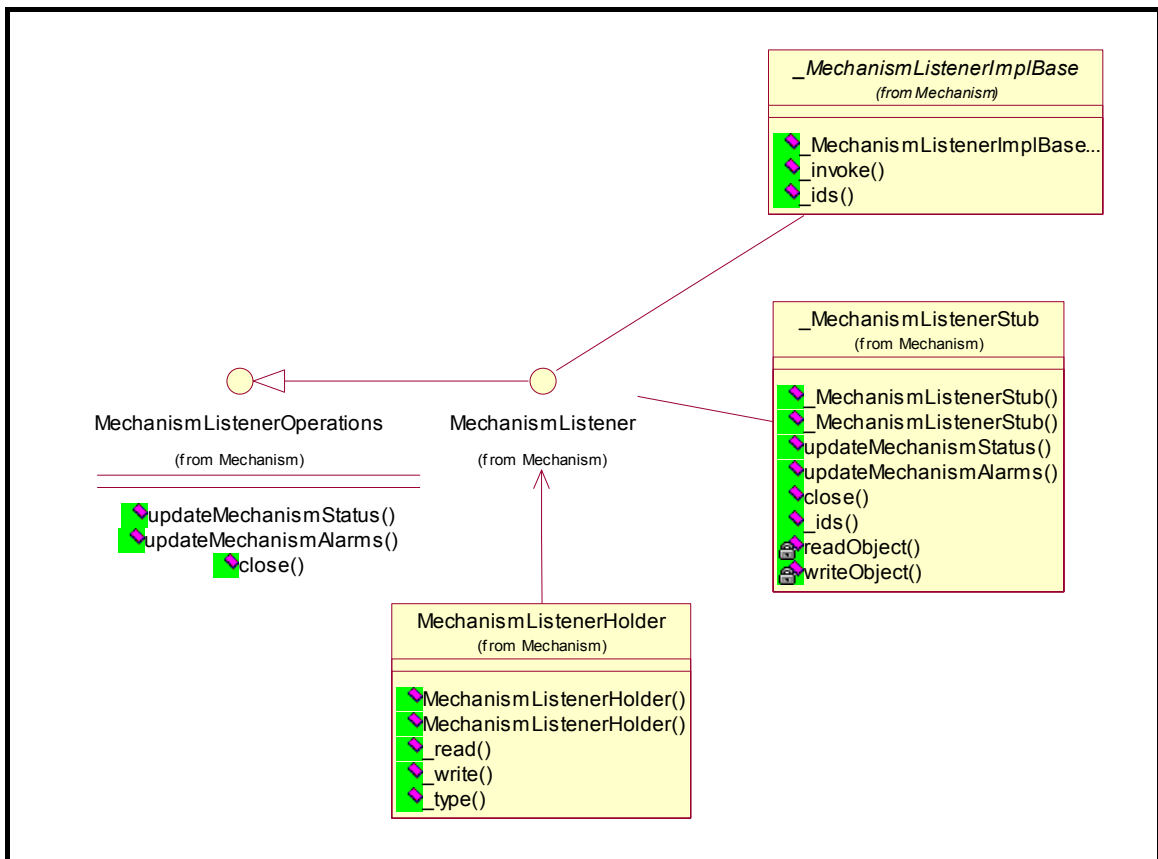 _MechanismListenerImplBase
(from Mechanism)
_MechanismListenerImplBase...
_invoke()
_ids()
_MechanismListenerStub
(from Mechanism)
_MechanismListenerStub()
_MechanismListenerStub()
updateMechanismStatus()
updateMechanismAlarms()
close()
_ids()
readObject()
writeObject()
MechanismListenerOperations
(from Mechanism)
updateMechanismStatus()
updateMechanismAlarms()
close()
MechanismListener
(from Mechanism)
MechanismListenerHolder
(from Mechanism)
MechanismListenerHolder()
MechanismListenerHolder()
_read()
_write()
_type()